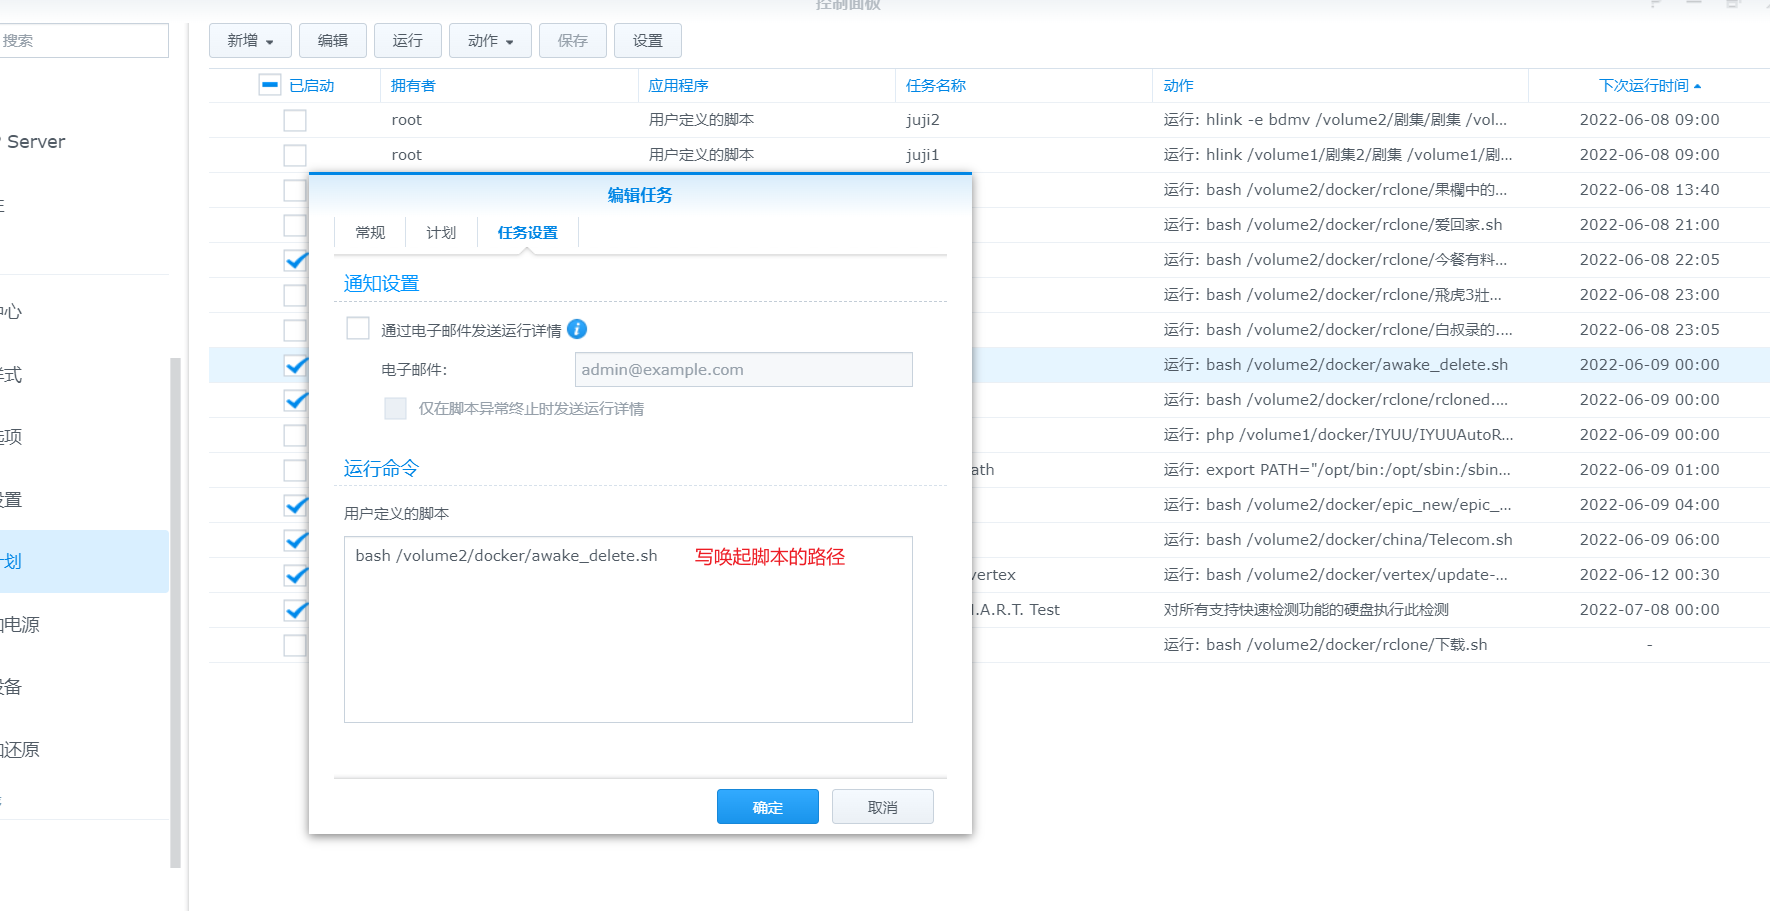 控制面板
搜索
新增
编辑
运行
动作
保存
设置
已启动
拥有者
应用程序
任务名称
动作
下次运行时间
root
用户定义的脚本
juji2
运行: hlink -e bdmv /volume2/剧集/剧集 /vol...
2022-06-08 09:00
root
用户定义的脚本
juji1
运行: hlink /volume1/剧集2/剧集 /volume1/剧...
2022-06-08 09:00
运行: bash /volume2/docker/rclone/果欄中的...
2022-06-08 13:40
运行: bash /volume2/docker/rclone/爱回家.sh
2022-06-08 21:00
运行: bash /volume2/docker/rclone/今餐有料...
2022-06-08 22:05
运行: bash /volume2/docker/rclone/飛虎3壯...
2022-06-08 23:00
运行: bash /volume2/docker/rclone/白叔录的....
2022-06-08 23:05
运行: bash /volume2/docker/awake_delete.sh
2022-06-09 00:00
运行: bash /volume2/docker/rclone/rcloned....
2022-06-09 00:00
运行: php /volume1/docker/IYUU/IYUUAutoR...
2022-06-09 00:00
ath
运行: export PATH="/opt/bin:/opt/sbin:/sbin...
2022-06-09 01:00
运行: bash /volume2/docker/epic_new/epic_...
2022-06-09 04:00
运行: bash /volume2/docker/china/Telecom.sh
2022-06-09 06:00
vertex
运行: bash /volume2/docker/vertex/update-...
2022-06-12 00:30
.A.R.T. Test
对所有支持快速检测功能的硬盘执行此检测
2022-07-08 00:00
运行: bash /volume2/docker/rclone/下载.sh
-
Server
心
式
项
置
划
电源
备
还原
编辑任务
常规
计划
任务设置
通知设置
通过电子邮件发送运行详情
电子邮件:
admin@example.com
仅在脚本异常终止时发送运行详情
运行命令
用户定义的脚本
bash /volume2/docker/awake_delete.sh
写唤起脚本的路径
确定
取消